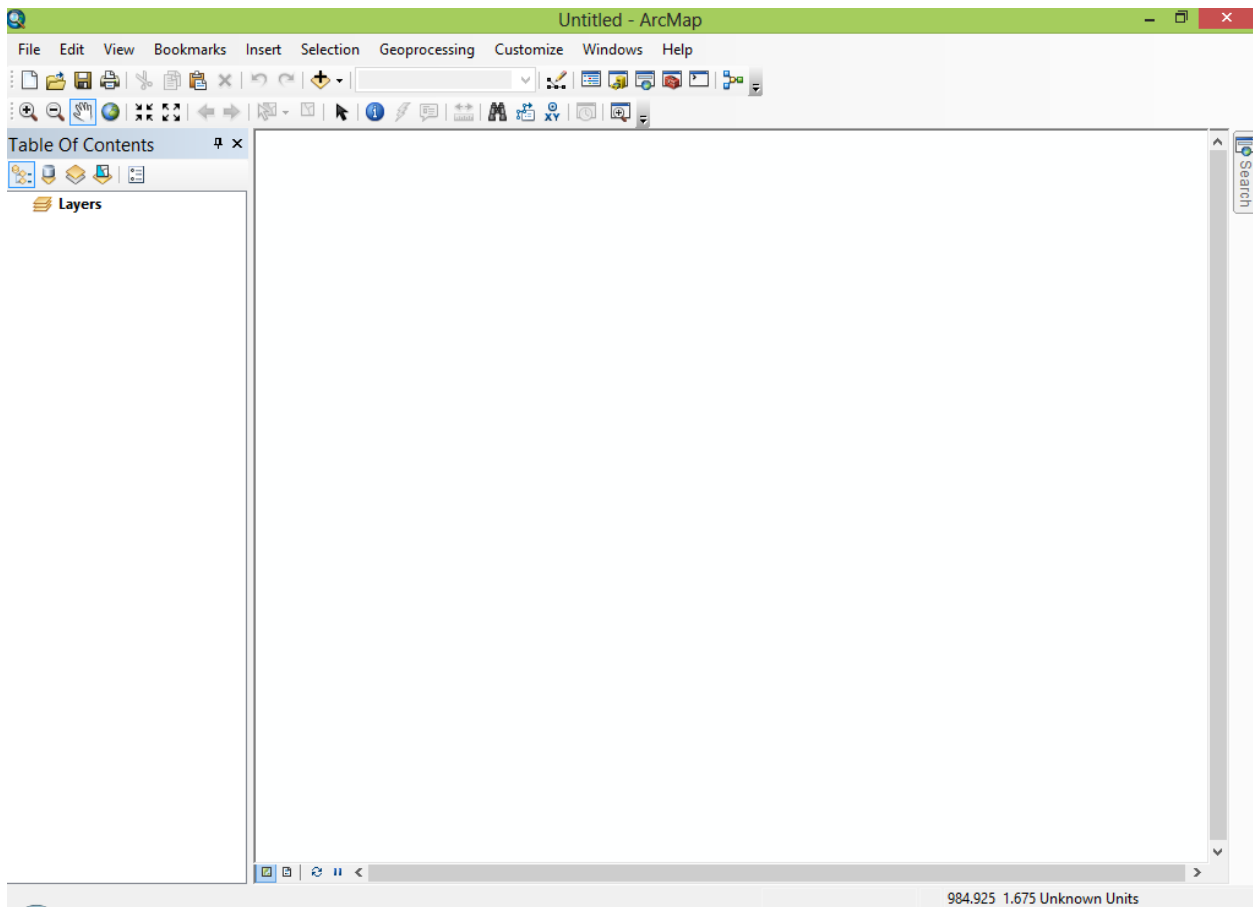 Untitled - ArcMap
File Edit View Bookmarks Insert Selection Geoprocessing Customize Windows Help
XY
Table Of Contents
Layers
Search
984.925 1.675 Unknown Units